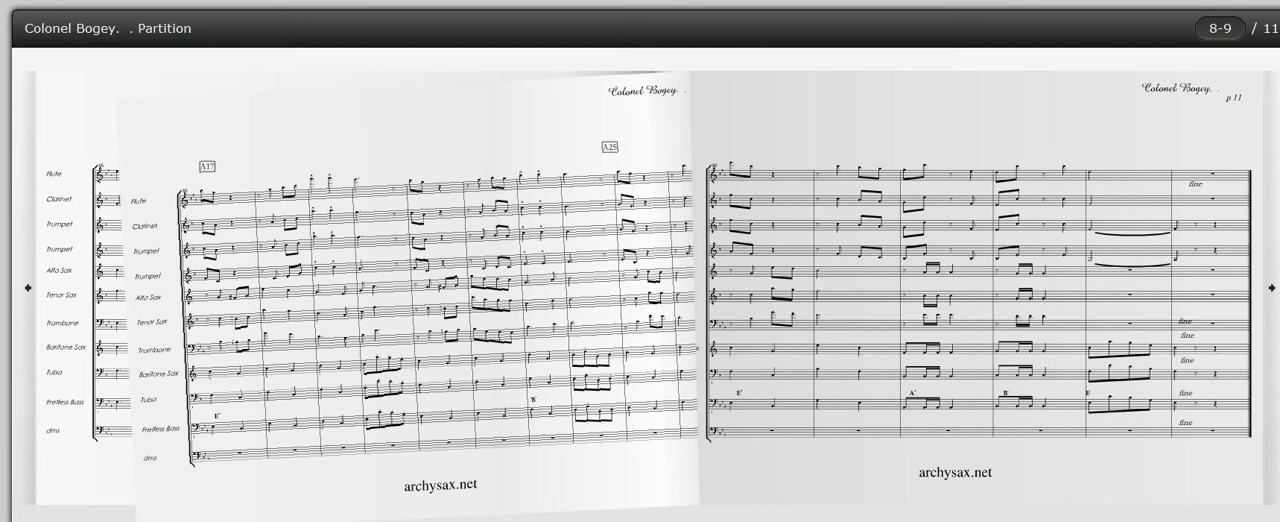 Colonel Bogey. . Partition
8-9 / 11
Colonel Bogey. .
Colonel Bogey. .
p 11
A17
A25
Flute
Clarinet
Trumpet
Trumpet
Alto Sax
Tenor Sax
Trombone
Baritone Sax
Tuba
Fretless Bass
dms
Flute
Clarinet
Trumpet
Trumpet
Alto Sax
Tenor Sax
Trombone
Baritone Sax
Tuba
Fretless Bass
dms
E'
B'
fine
fine
fine
fine
E' A' B E fine
fine
archysax.net
archysax.net